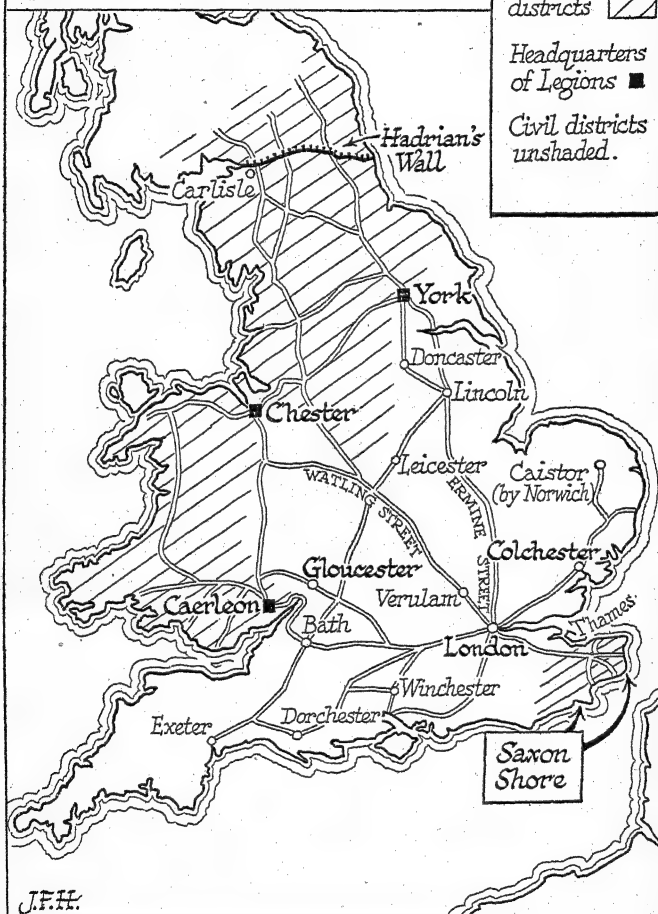 districts
Headquarters
of Legions
Civil districts
unshaded.
Hadrian's
Wall
Carlisle
York
Doncaster
Lincoln
Chester
Leicester
Caistor
(by Norwich)
WATLING STREET
ERMINE STREET
Colchester
Gloucester
Verulam
Caerleon
Thames
Bath
London
Winchester
Exeter
Dorchester
Saxon
Shore
J.F.H.